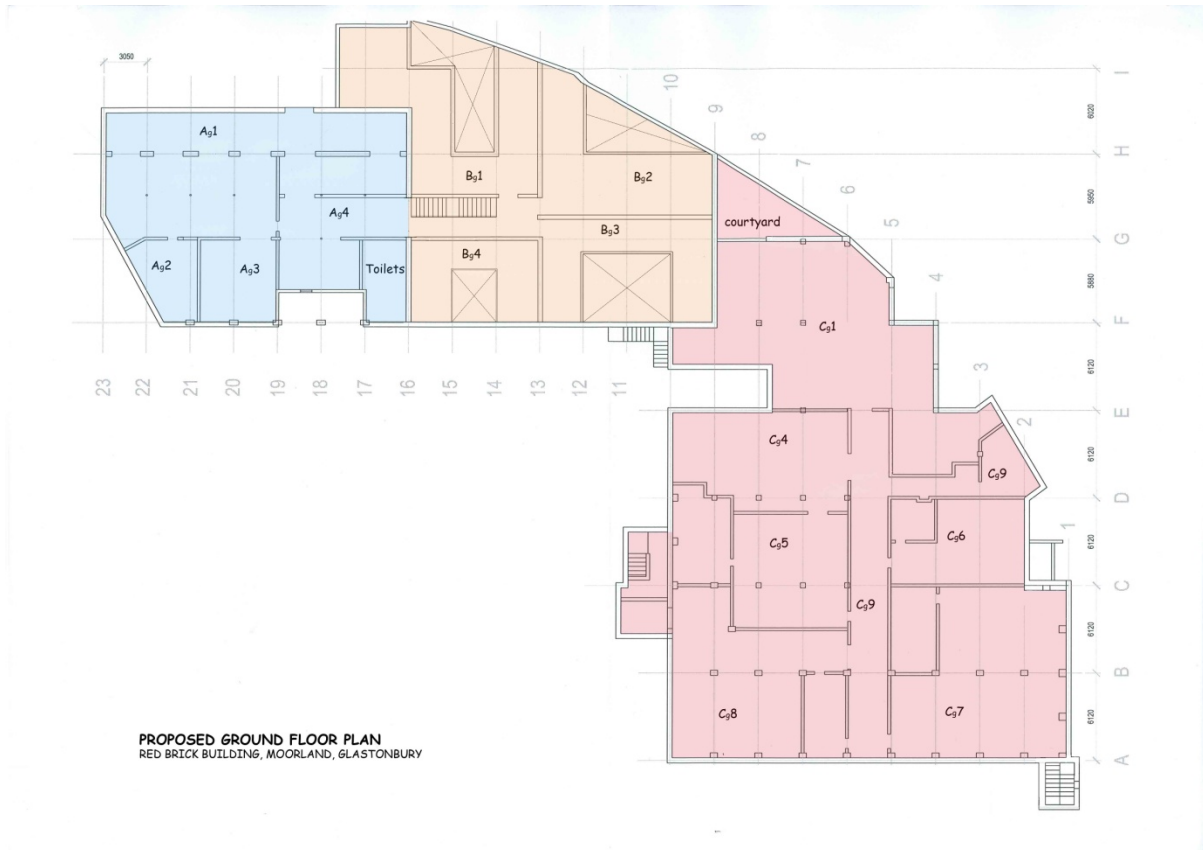 3050
I
10
6020
9
Ag1
8
H
7
Bg1
Bg2
6
5950
Ag4
courtyard
5
Bg3
G
Ag2
Ag3
Toilets
Bg4
4
5880
Cg1
F
23
22
21
20
19
18
17
16
15
14
13
12
11
3
6120
E
2
Cg4
6120
Cg9
D
1
Cg5
Cg6
6120
C
Cg9
6120
B
Cg8
Cg7
6120
PROPOSED GROUND FLOOR PLAN
RED BRICK BUILDING, MOORLAND, GLASTONBURY
A